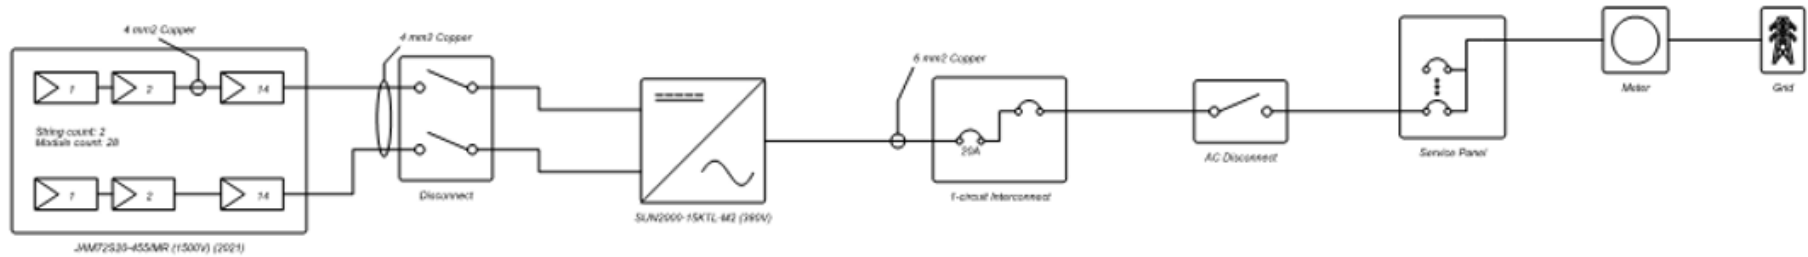 4 mm2 Copper
4 mm2 Copper
6 mm2 Copper
1
2
14
String count: 2
Module count: 28
1
2
14
JAM72S20-455/MR (1500V) (2021)
Disconnect
SUN2000-15KTL-M2 (380V)
20A
1-circuit Interconnect
AC Disconnect
Service Panel
Meter
Grid